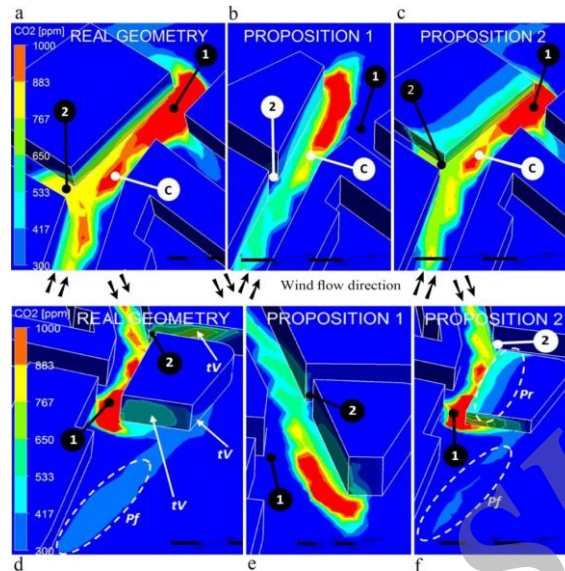 a b c
CO2 [ppm] REAL GEOMETRY PROPOSITION 1 PROPOSITION 2
1000
883
767
650
533
417
300
1
2
C
1
2
C
1
2
C
Wind flow direction
CO2 [ppm] REAL GEOMETRY PROPOSITION 1 PROPOSITION 2
1000
883
767
650
533
417
300
2
tV
1
tV
tV
Pf
2
1
2
Pr
1
Pf
d e f